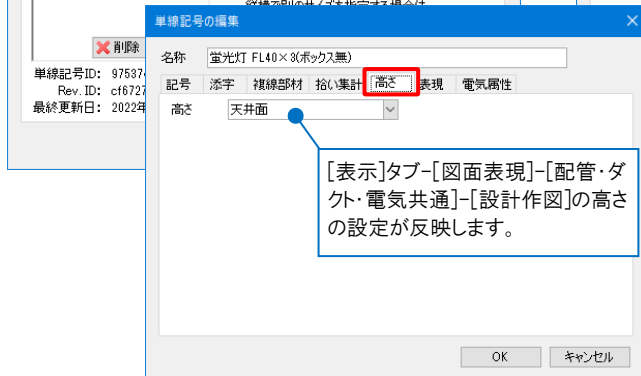 縦横で別のサイズを指定する場合は
単線記号の編集
削除
名称 蛍光灯 FL40×3(ボックス無)
単線記号ID: 97537
記号 添字 複線部材 拾い集計 高さ 表現 電気属性
Rev. ID: cf6727
最終更新日: 2022年
高さ 天井面
[表示]タブ-[図面表現]-[配管・ダ
クト・電気共通]-[設計作図]の高さ
の設定が反映します。
OK キャンセル